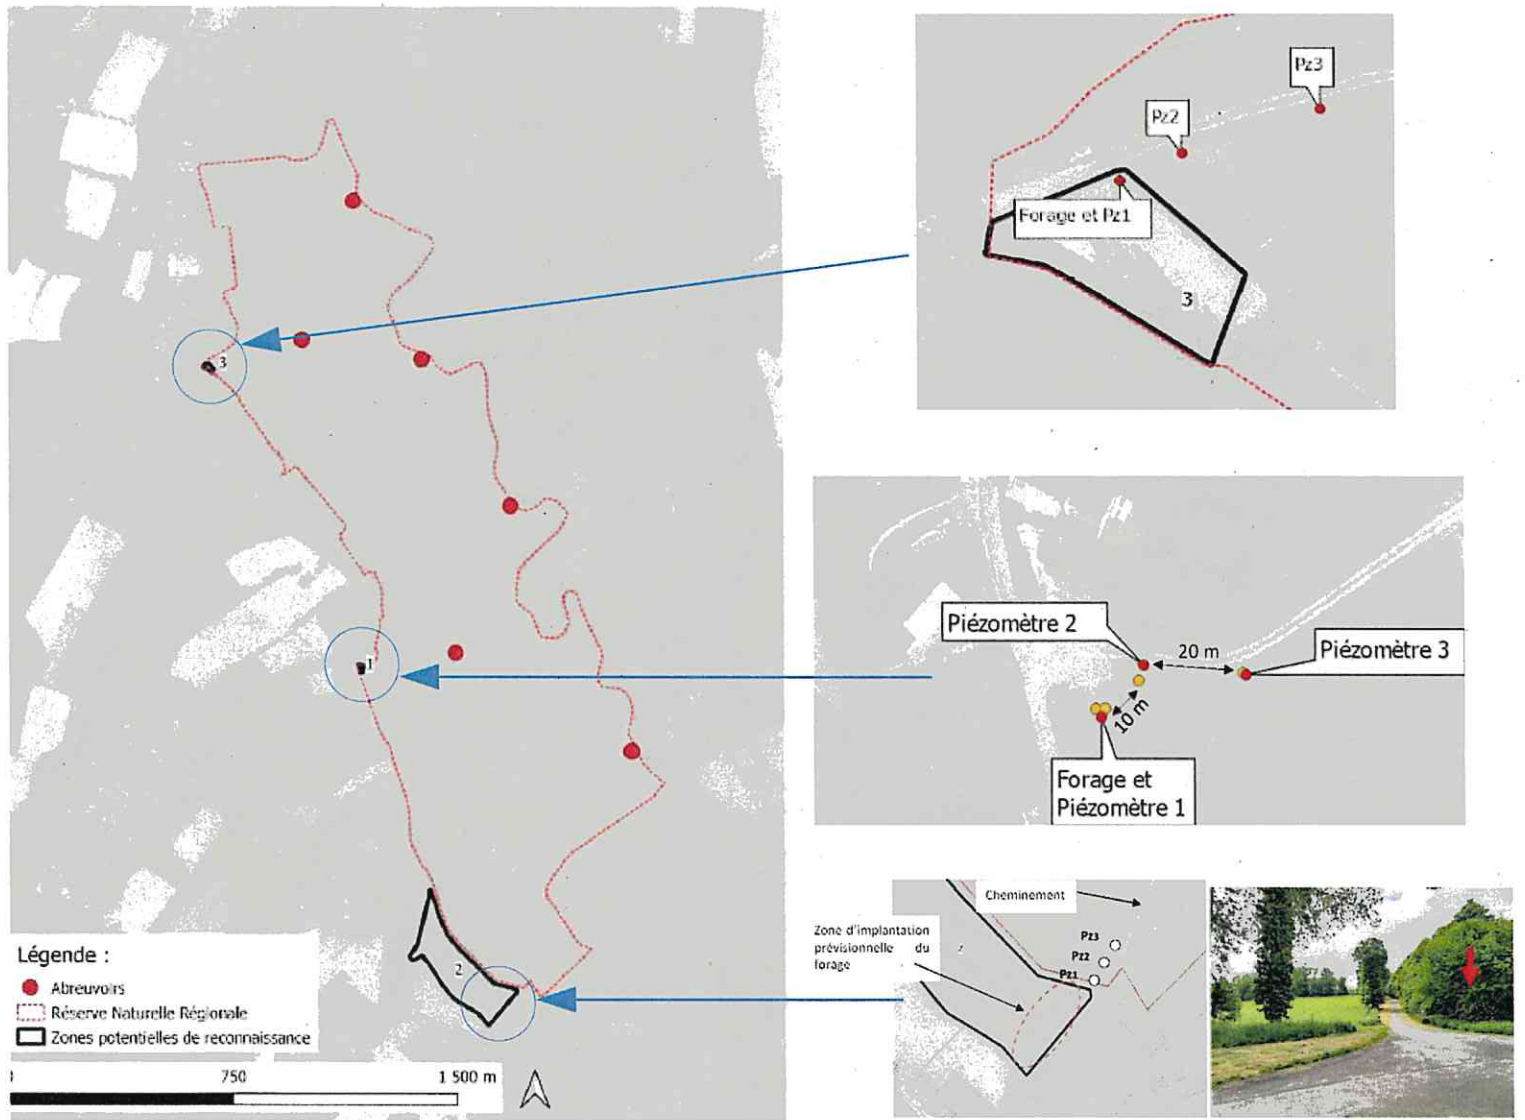 Pz3
Pz2
Forage et Pz1
3
3
Piézomètre 2
20 m
Piézomètre 3
10 m
Forage et
Piézomètre 1
1
Cheminement
Zone d'implantation
prévisionnelle du
forage
Pz3
Pz2
Pz1
2
Légende :
Abreuvoirs
Réserve Naturelle Régionale
Zones potentielles de reconnaissance
750
1 500 m